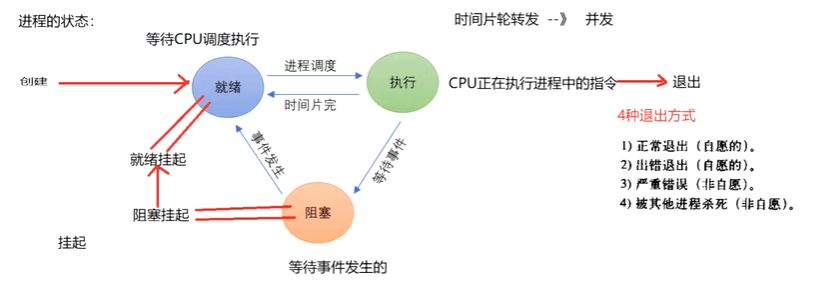 进程的状态：
时间片轮转发 --》 并发
等待CPU调度执行
创建
就绪
进程调度
时间片完
执行
CPU正在执行进程中的指令
退出
4种退出方式
1) 正常退出（自愿的）。
2) 出错退出（自愿的）。
3) 严重错误（非自愿）。
4) 被其他进程杀死（非自愿）。
就绪挂起
事件发生
等待事件
阻塞挂起
阻塞
挂起
等待事件发生的